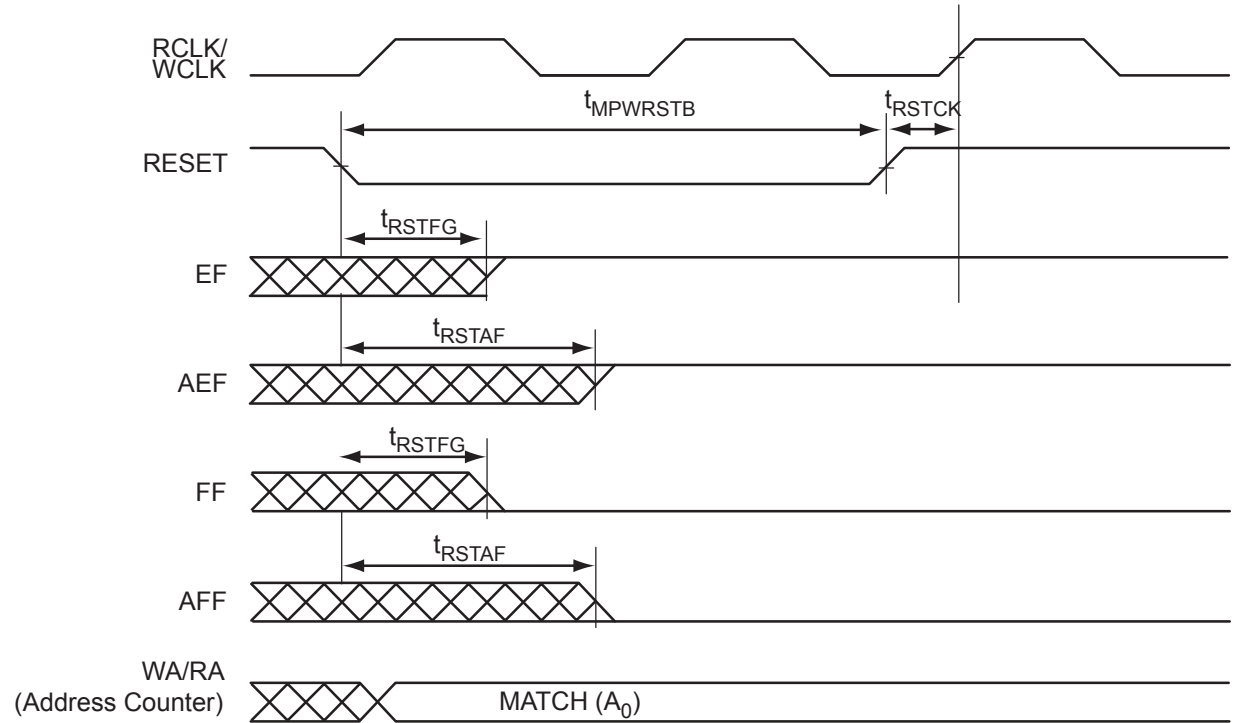 RCLK/
WCLK
tMPWRSTB
tRSTCK
RESET
tRSTFG
EF
tRSTAF
AEF
tRSTFG
FF
tRSTAF
AFF
WA/RA
(Address Counter)
MATCH (A0)